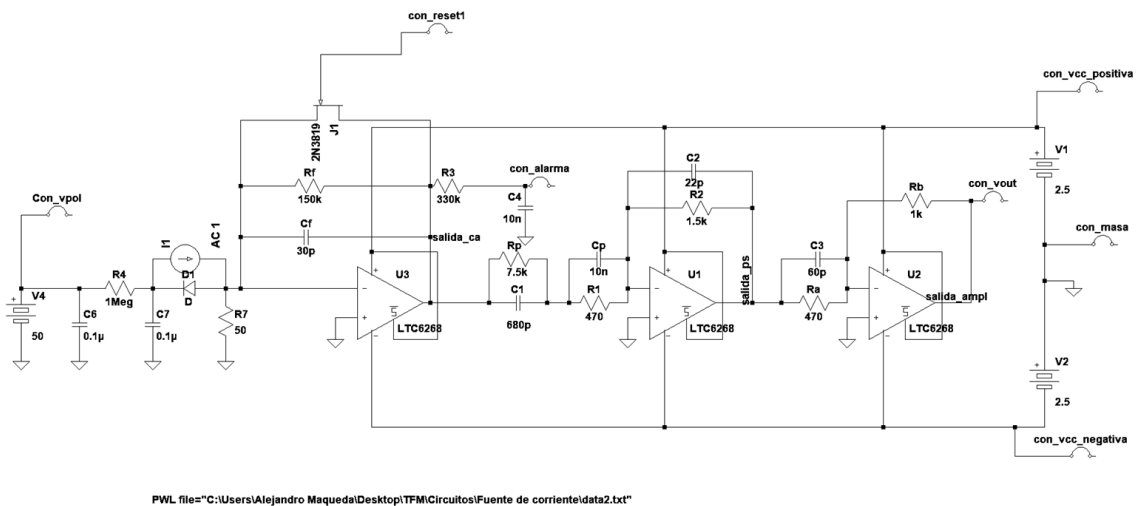 con_reset1
con_vcc_positiva
2N3819
J1
V1
2.5
Rf
150k
R3
330k
con_alarma
C4
10n
C2
22p
R2
1.5k
Rb
1k
con_vout
Con_vpol
I1
AC 1
Cf
30p
salida_ca
con_masa
R4
1Meg
D1
D
U3
Rp
7.5k
Cp
10n
U1
salida_ps
C3
60p
U2
salida_ampl
V4
50
C6
0.1µ
C7
0.1µ
R7
50
LTC6268
C1
680p
R1
470
LTC6268
Ra
470
LTC6268
V2
2.5
con_vcc_negativa
PWL file="C:\Users\Alejandro Maqueda\Desktop\TFM\Circuitos\Fuente de corriente\data2.txt"